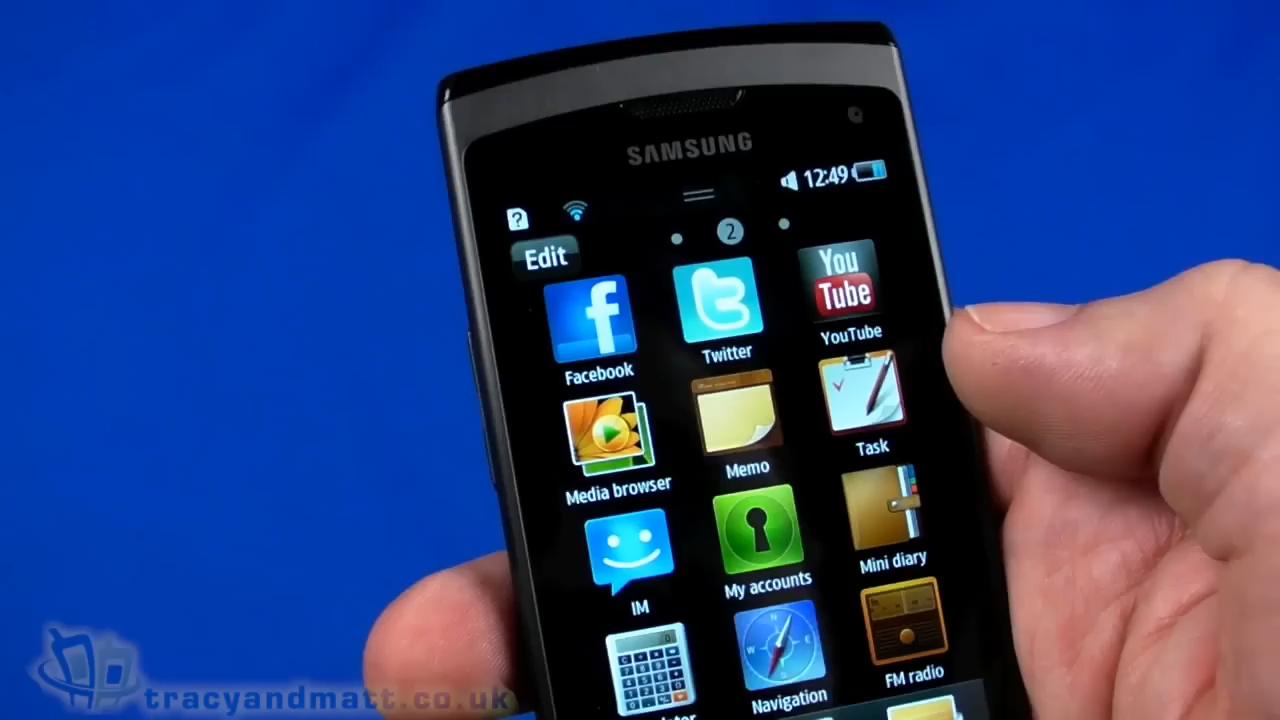 SAMSUNG
12:49
Edit
2
Facebook
Twitter
You
Tube
YouTube
Media browser
Memo
Task
IM
My accounts
Mini diary
Navigation
FM radio
tracyandmatt.co.uk